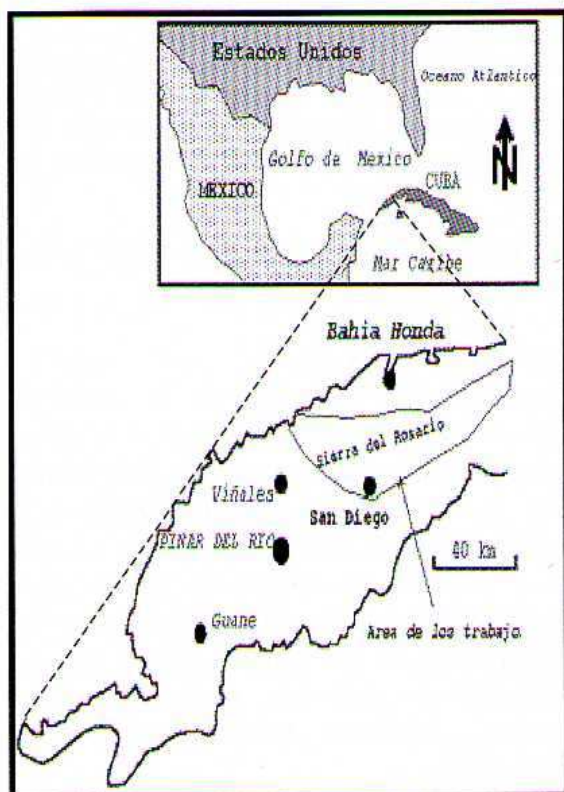 Estados Unidos
Oceano Atlantico
Golfo de Mexico
N
MEXICO
CUBA
Mar Caribe
Bahia Honda
Sierra del Rosario
Viñales
San Diego
PINAR DEL RIO
40 km
Guane
Area de los trabajo